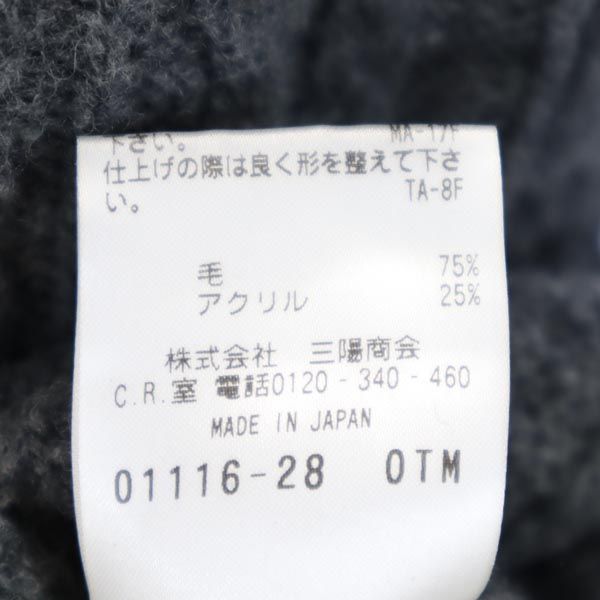 下さい。 MA-17F
仕上げの際は良く形を整えて下さ
い。 TA-8F
毛 75%
アクリル 25%
株式会社 三陽商会
C.R.室 電話0120-340-460
MADE IN JAPAN
01116-28 OTM